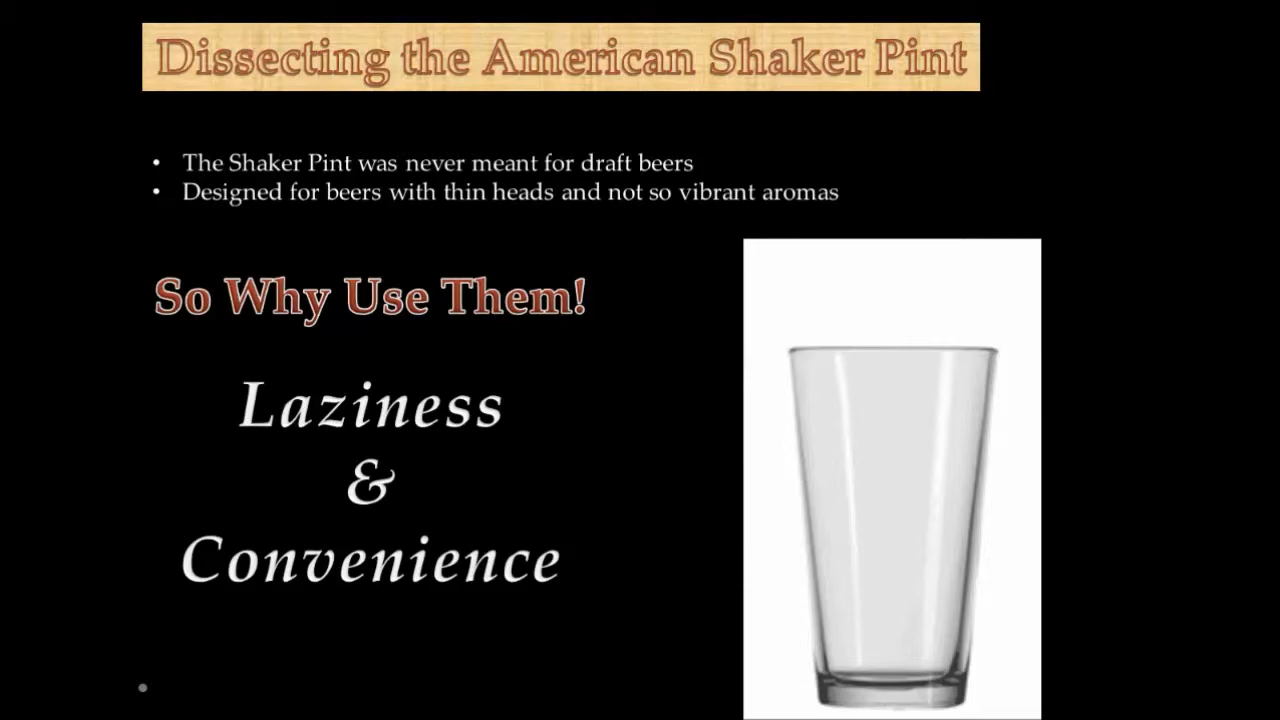 Dissecting the American Shaker Pint
• The Shaker Pint was never meant for draft beers
• Designed for beers with thin heads and not so vibrant aromas
So Why Use Them!
Laziness
&
Convenience